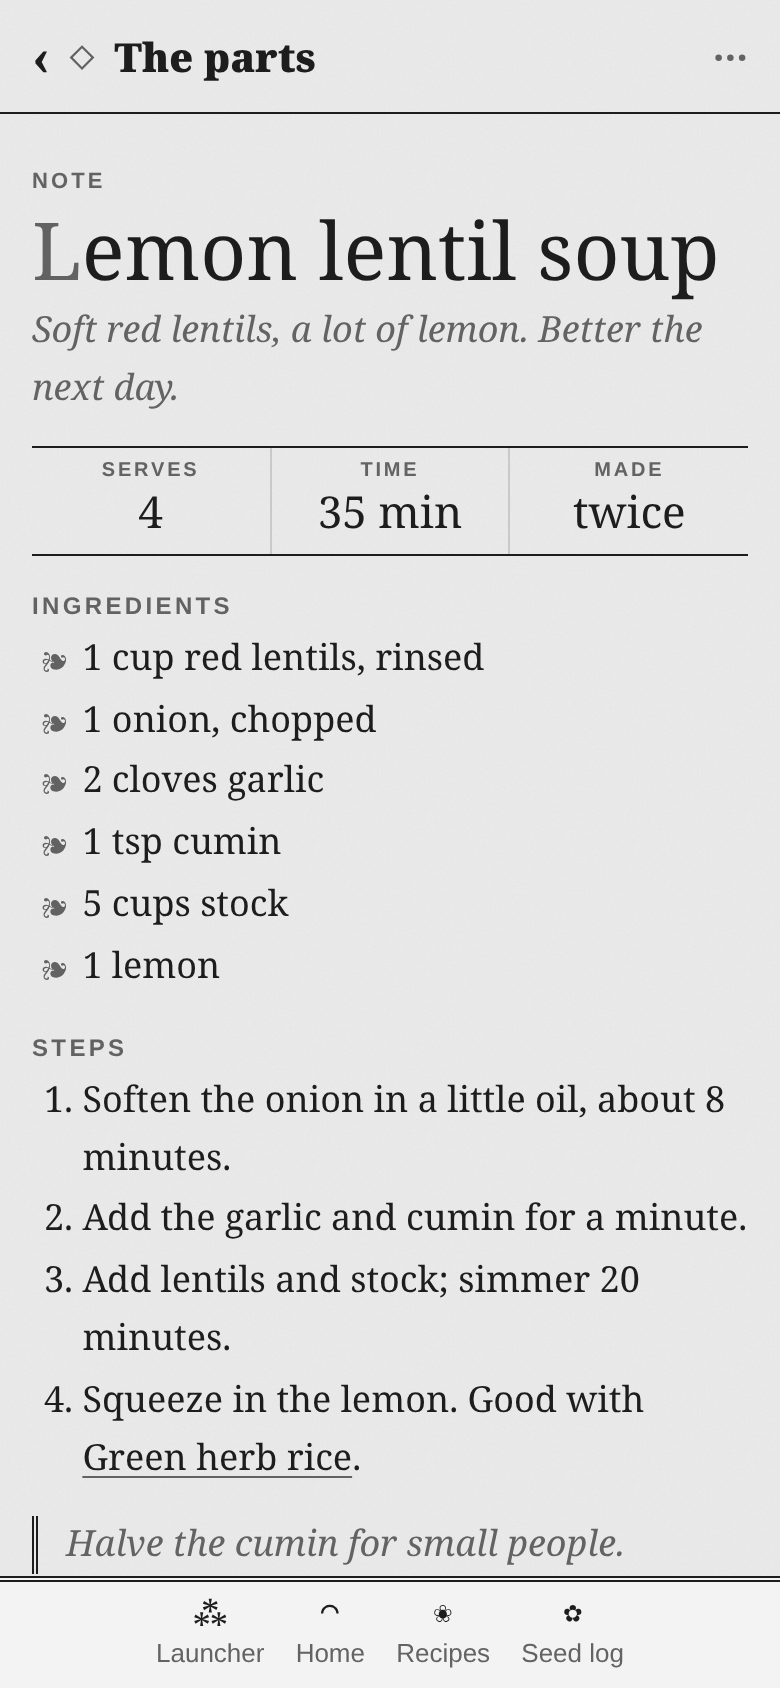 ‹ ◇ The parts ···
NOTE
Lemon lentil soup
Soft red lentils, a lot of lemon. Better the
next day.
SERVES TIME MADE
4 35 min twice
INGREDIENTS
❧ 1 cup red lentils, rinsed
❧ 1 onion, chopped
❧ 2 cloves garlic
❧ 1 tsp cumin
❧ 5 cups stock
❧ 1 lemon
STEPS
1. Soften the onion in a little oil, about 8
minutes.
2. Add the garlic and cumin for a minute.
3. Add lentils and stock; simmer 20
minutes.
4. Squeeze in the lemon. Good with
Green herb rice.
Halve the cumin for small people.
Launcher Home Recipes Seed log